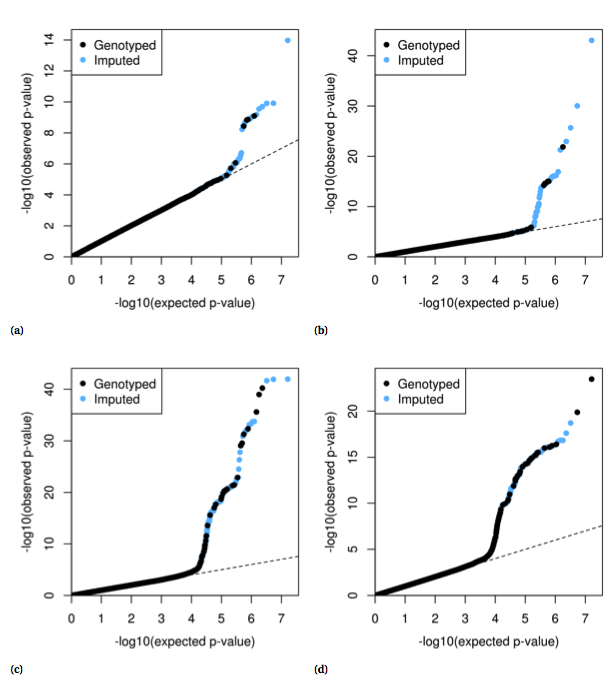 14
12
10
8
6
4
2
0
-log10(observed p-value)
Genotyped
Imputed
0 1 2 3 4 5 6 7
-log10(expected p-value)
(a)
40
30
20
10
0
-log10(observed p-value)
Genotyped
Imputed
0 1 2 3 4 5 6 7
-log10(expected p-value)
(b)
40
30
20
10
0
-log10(observed p-value)
Genotyped
Imputed
0 1 2 3 4 5 6 7
-log10(expected p-value)
(c)
20
15
10
5
0
-log10(observed p-value)
Genotyped
Imputed
0 1 2 3 4 5 6 7
-log10(expected p-value)
(d)